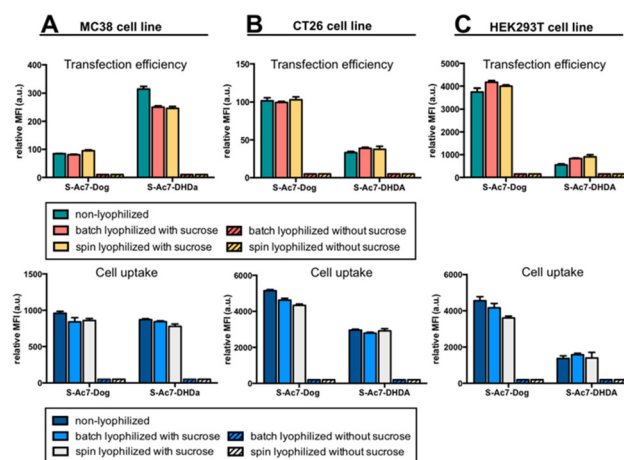 A MC38 cell line
B CT26 cell line
C HEK293T cell line
Transfection efficiency
relative MFI (a.u.)
400
300
200
100
0
S-Ac7-Dog S-Ac7-DHDa
Transfection efficiency
relative MFI (a.u.)
150
100
50
0
S-Ac7-Dog S-Ac7-DHDA
Transfection efficiency
relative MFI (a.u.)
5000
4000
3000
2000
1000
0
S-Ac7-Dog S-Ac7-DHDA
non-lyophilized
batch lyophilized with sucrose batch lyophilized without sucrose
spin lyophilized with sucrose spin lyophilized without sucrose
Cell uptake
relative MFI (a.u.)
1500
1000
500
0
S-Ac7-Dog S-Ac7-DHDa
Cell uptake
relative MFI (a.u.)
6000
4000
2000
0
S-Ac7-Dog S-Ac7-DHDA
Cell uptake
relative MFI (a.u.)
6000
4000
2000
0
S-Ac7-Dog S-Ac7-DHDA
non-lyophilized
batch lyophilized with sucrose batch lyophilized without sucrose
spin lyophilized with sucrose spin lyophilized without sucrose